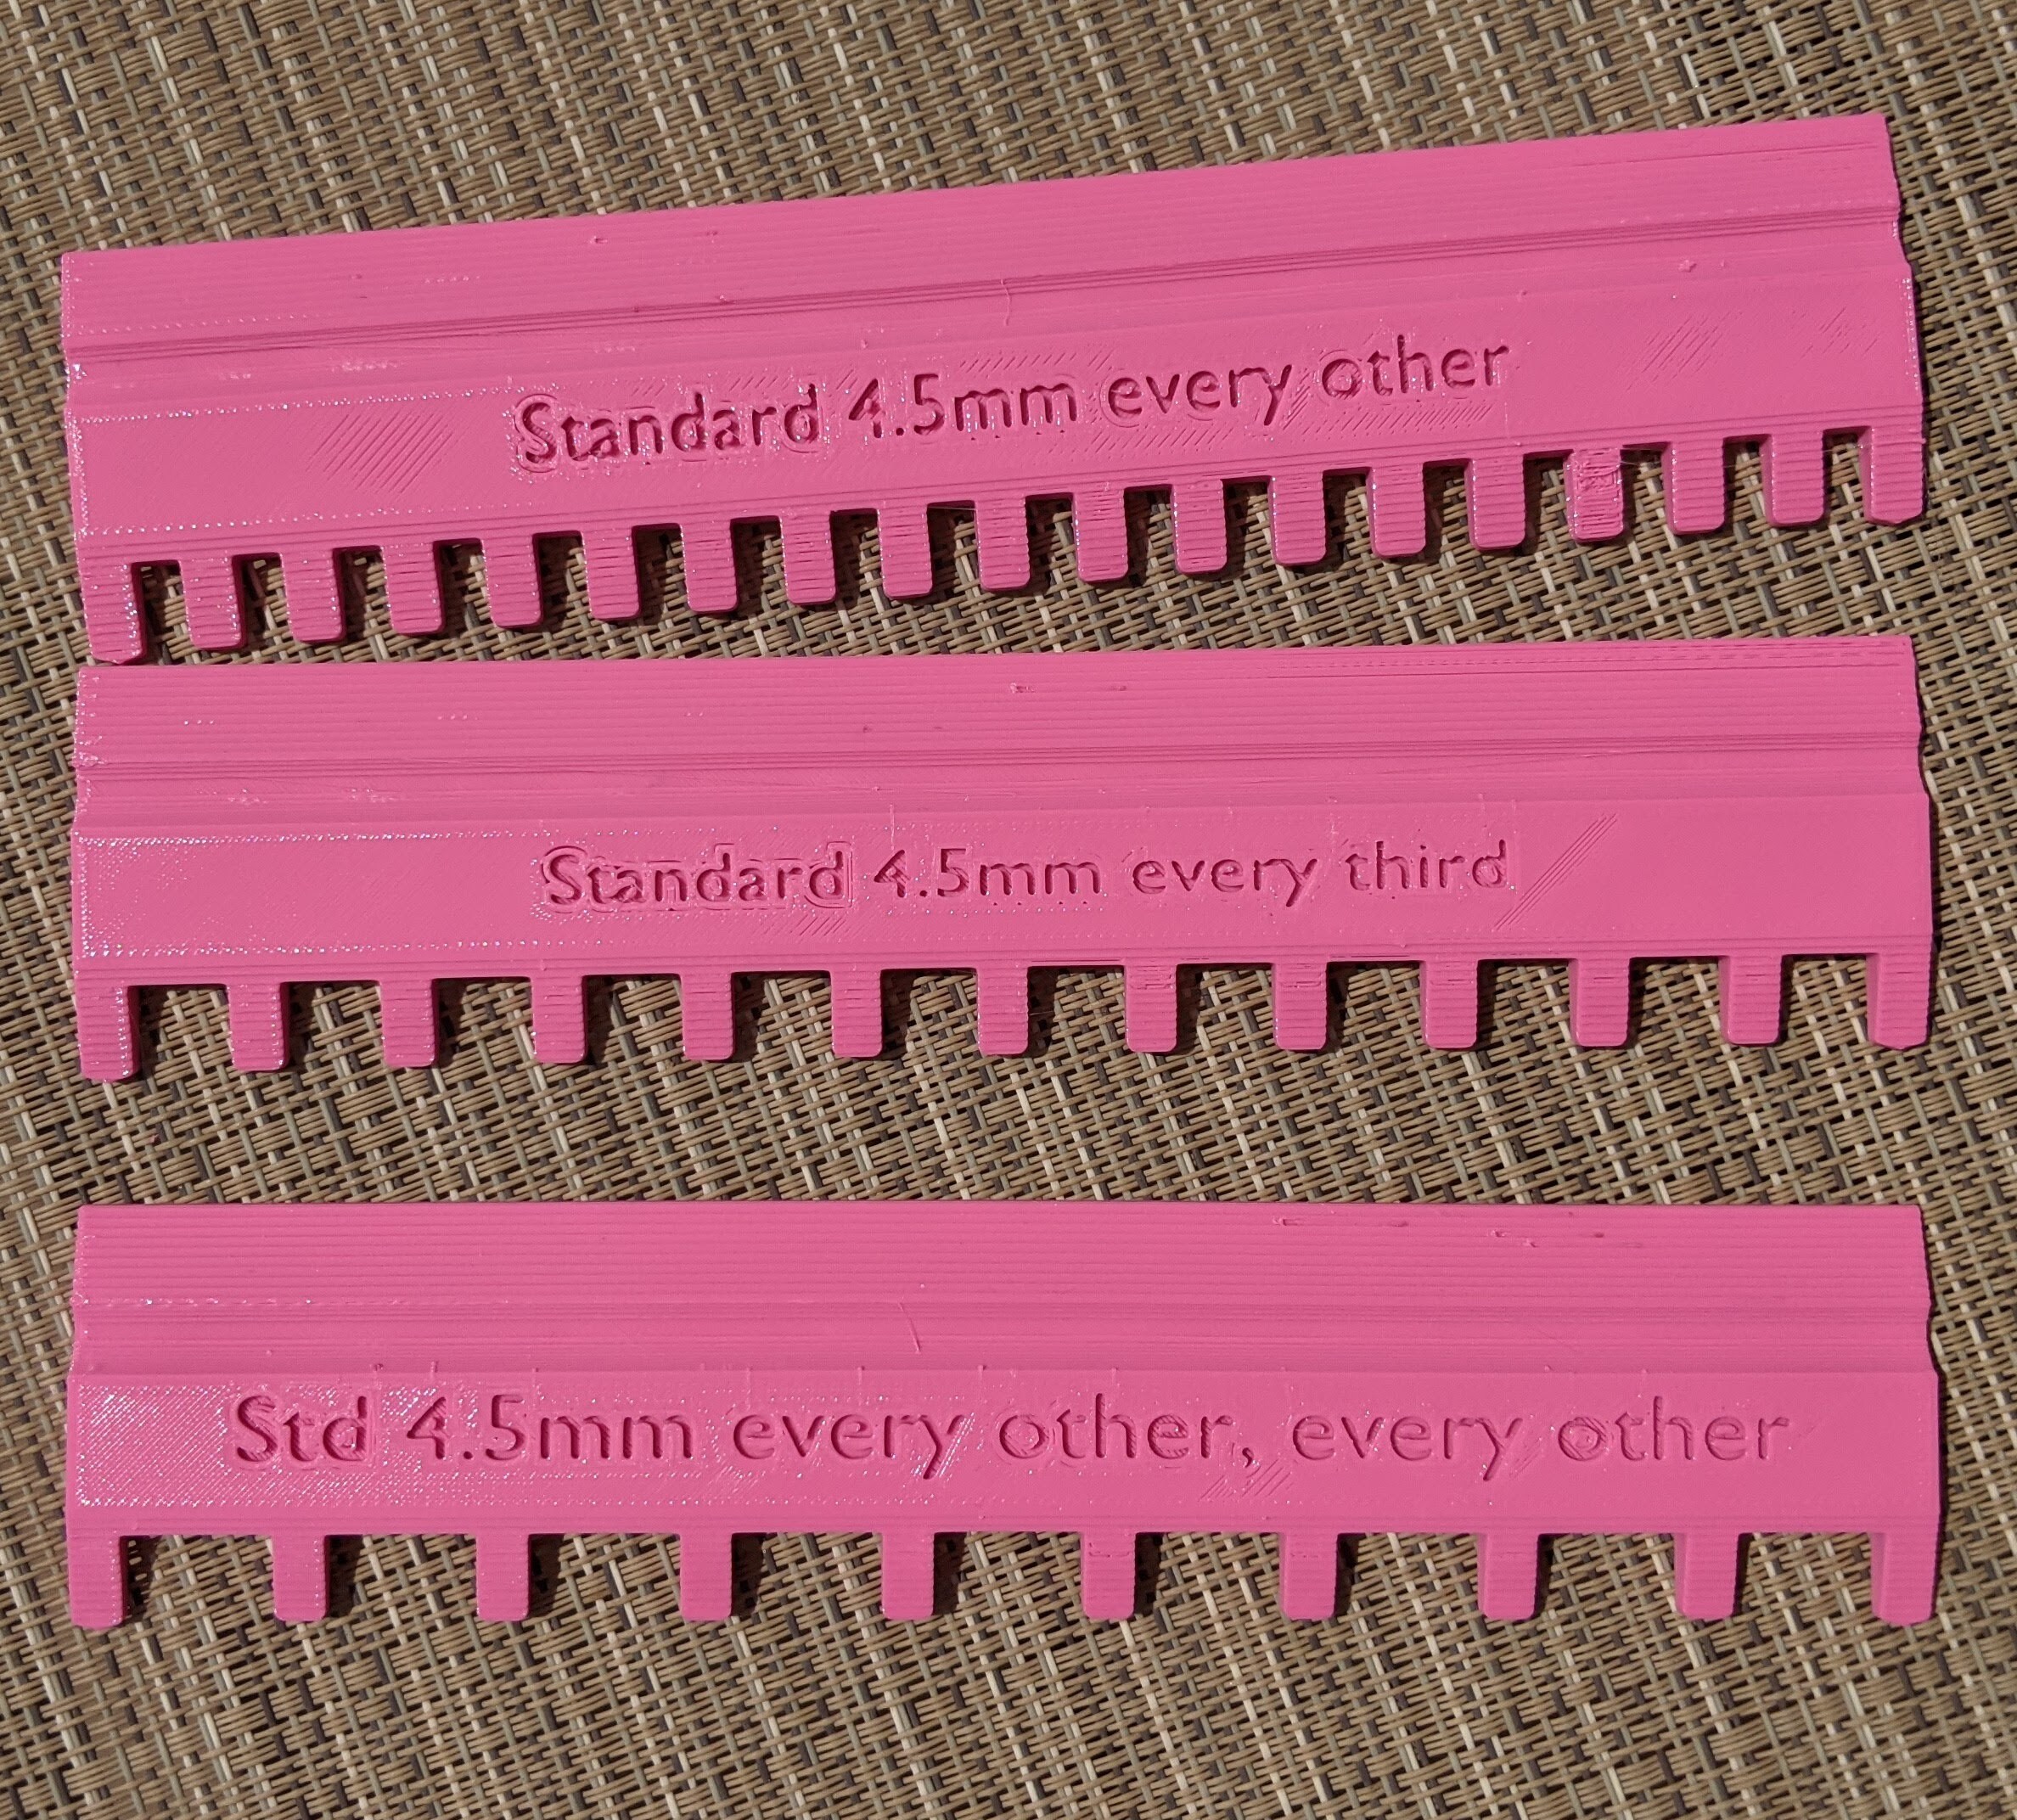 Standard 4.5mm every other
Standard 4.5mm every third
Std 4.5mm every other, every other